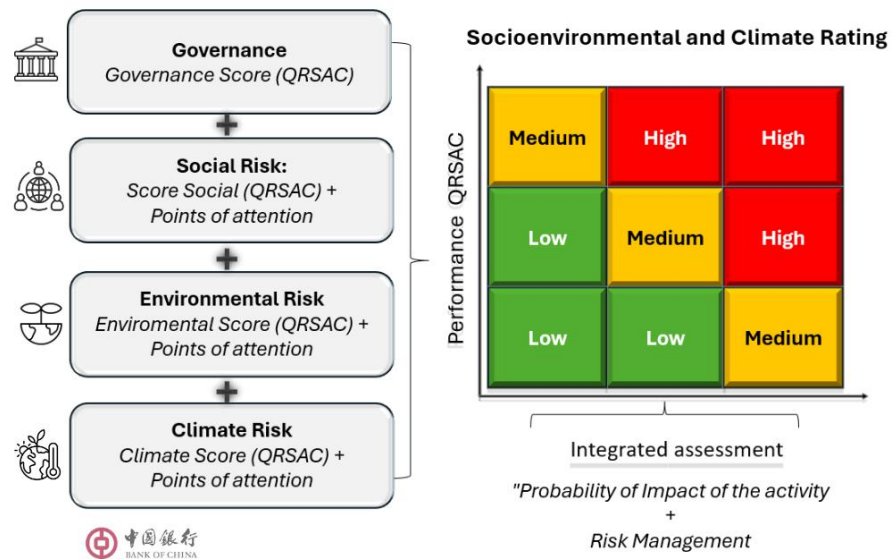 Governance
Governance Score (QRSAC)
+
Social Risk:
Score Social (QRSAC) +
Points of attention
+
Environmental Risk
Enviromental Score (QRSAC) +
Points of attention
+
Climate Risk
Climate Score (QRSAC) +
Points of attention
中国银行
BANK OF CHINA
Socioenvironmental and Climate Rating
Performance QRSAC
Medium High High
Low Medium High
Low Low Medium
Integrated assessment
"Probability of Impact of the activity
+
Risk Management